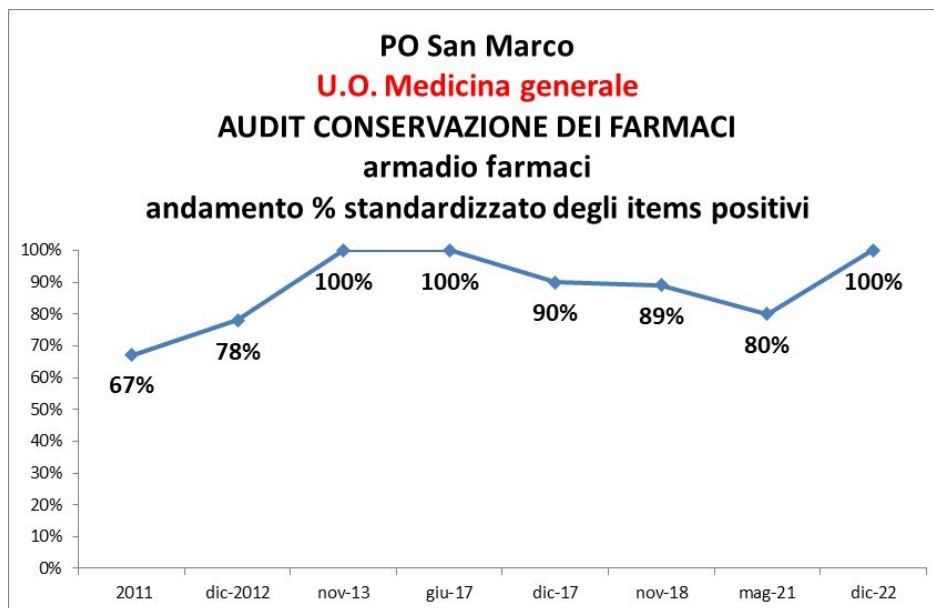 PO San Marco
U.O. Medicina generale
AUDIT CONSERVAZIONE DEI FARMACI
armadio farmaci
andamento % standardizzato degli items positivi
100%
90%
80%
70%
60%
50%
40%
30%
20%
10%
0%
67%
78%
100%
100%
90%
89%
80%
100%
2011
dic-2012
nov-13
giu-17
dic-17
nov-18
mag-21
dic-22